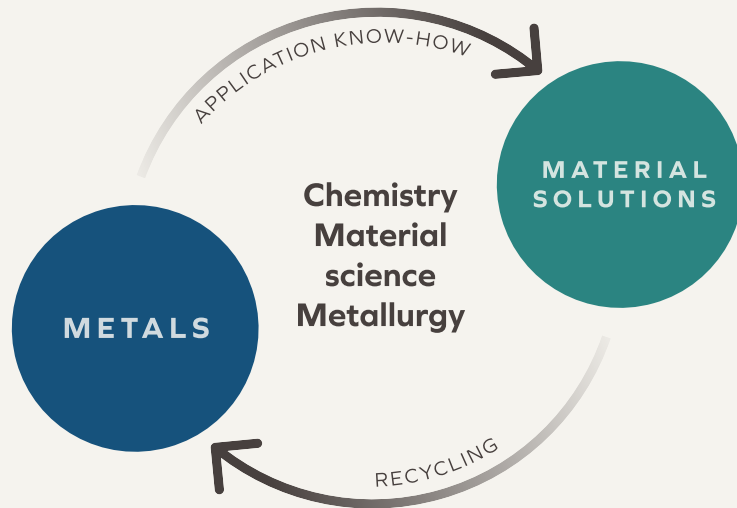 APPLICATION KNOW-HOW
MATERIAL
SOLUTIONS
Chemistry
Material
science
Metallurgy
METALS
RECYCLING